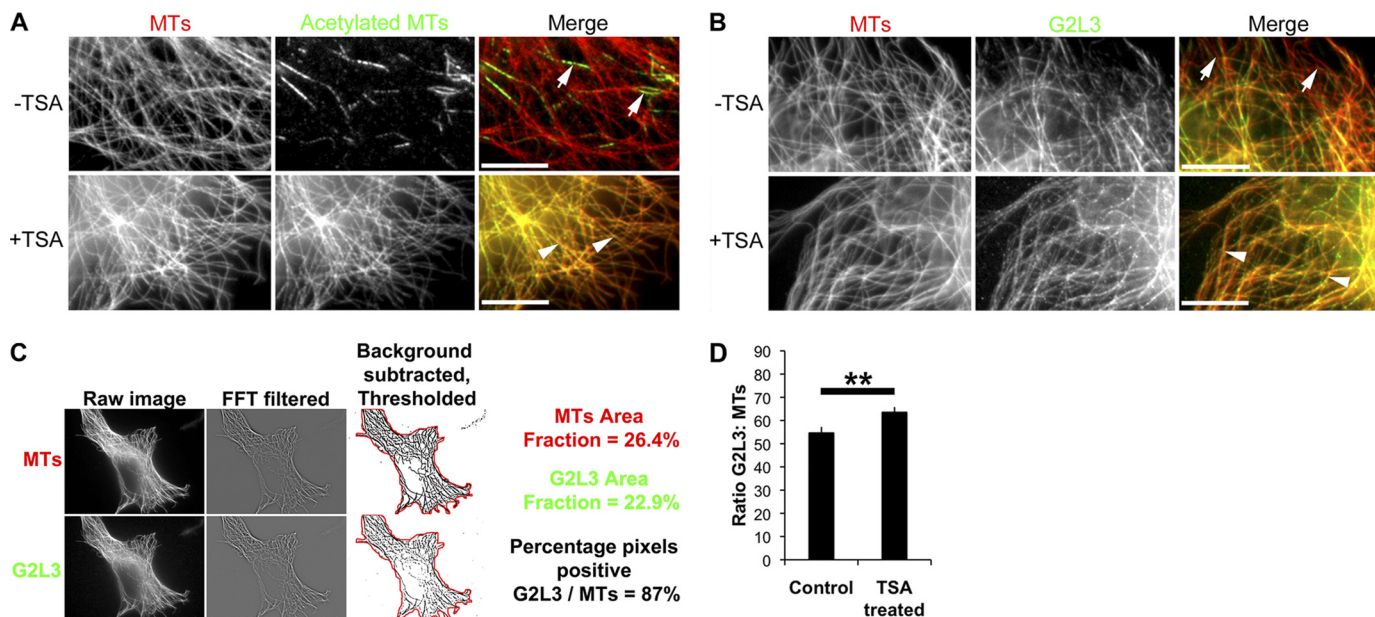 A
MTs
Acetylated MTs
Merge
-TSA
+TSA
B
MTs
G2L3
Merge
-TSA
+TSA
C
Raw image
FFT filtered
Background
subtracted,
Thresholded
MTs
G2L3
MTs Area
Fraction = 26.4%
G2L3 Area
Fraction = 22.9%
Percentage pixels
positive
G2L3 / MTs = 87%
D
Ratio G2L3: MTs
90
80
70
60
50
40
30
20
10
0
**
Control
TSA
treated